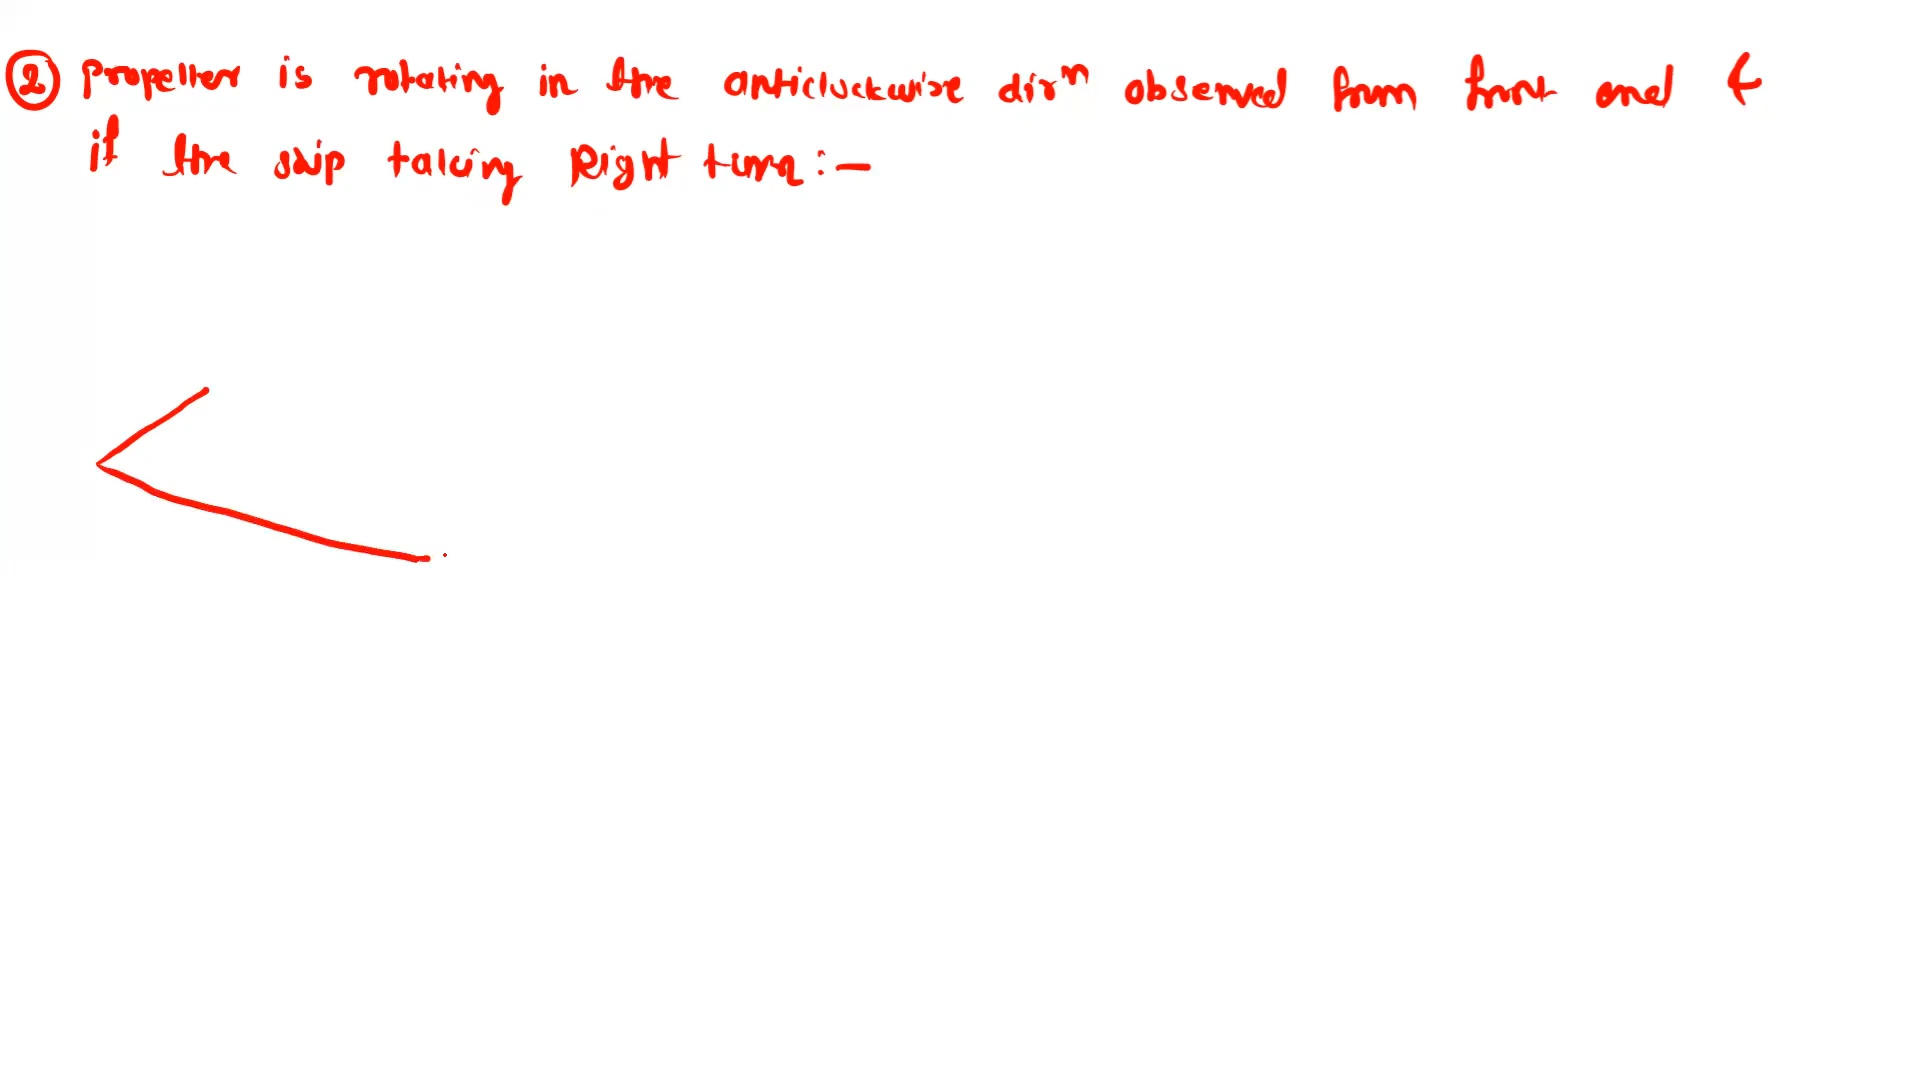 ② Propeller is rotating in the anticlockwise dirⁿ observed from front end &
if the ship taking Right turn :-